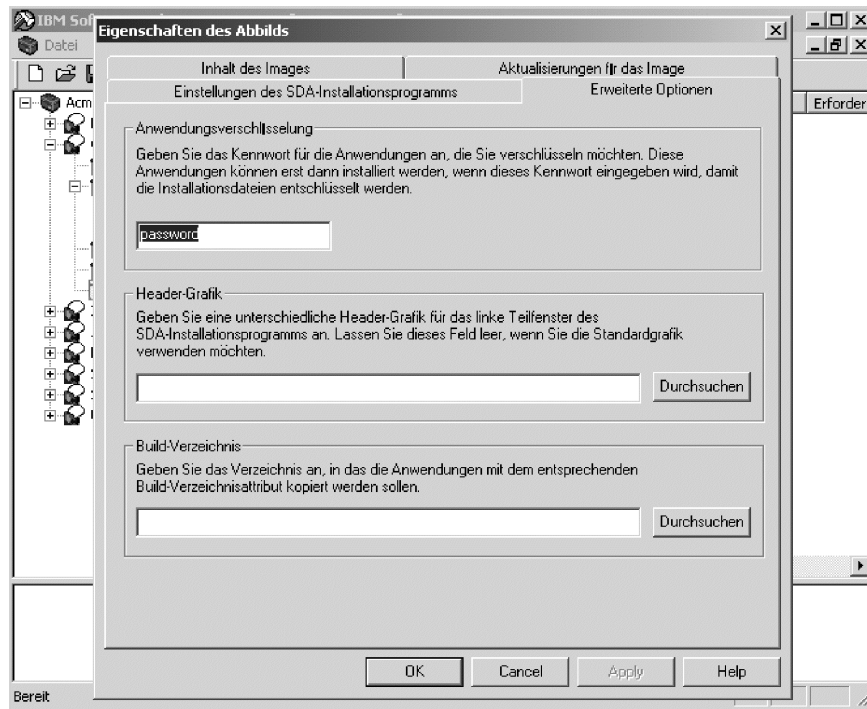 IBM Sof
Eigenschaften des Abbilds
Datei
Inhalt des Images
Aktualisierungen für das Image
Einstellungen des SDA-Installationsprogramms
Erweiterte Optionen
Acm
Erforder
Anwendungsverschlüsselung
Geben Sie das Kennwort für die Anwendungen an, die Sie verschlüsseln möchten. Diese
Anwendungen können erst dann installiert werden, wenn dieses Kennwort eingegeben wird, damit
die Installationsdateien entschlüsselt werden.
password
Header-Grafik
Geben Sie eine unterschiedliche Header-Grafik für das linke Teilfenster des
SDA-Installationsprogramms an. Lassen Sie dieses Feld leer, wenn Sie die Standardgrafik
verwenden möchten.
Durchsuchen
Build-Verzeichnis
Geben Sie das Verzeichnis an, in das die Anwendungen mit dem entsprechenden
Build-Verzeichnisattribut kopiert werden sollen.
Durchsuchen
OK
Cancel
Apply
Help
Bereit